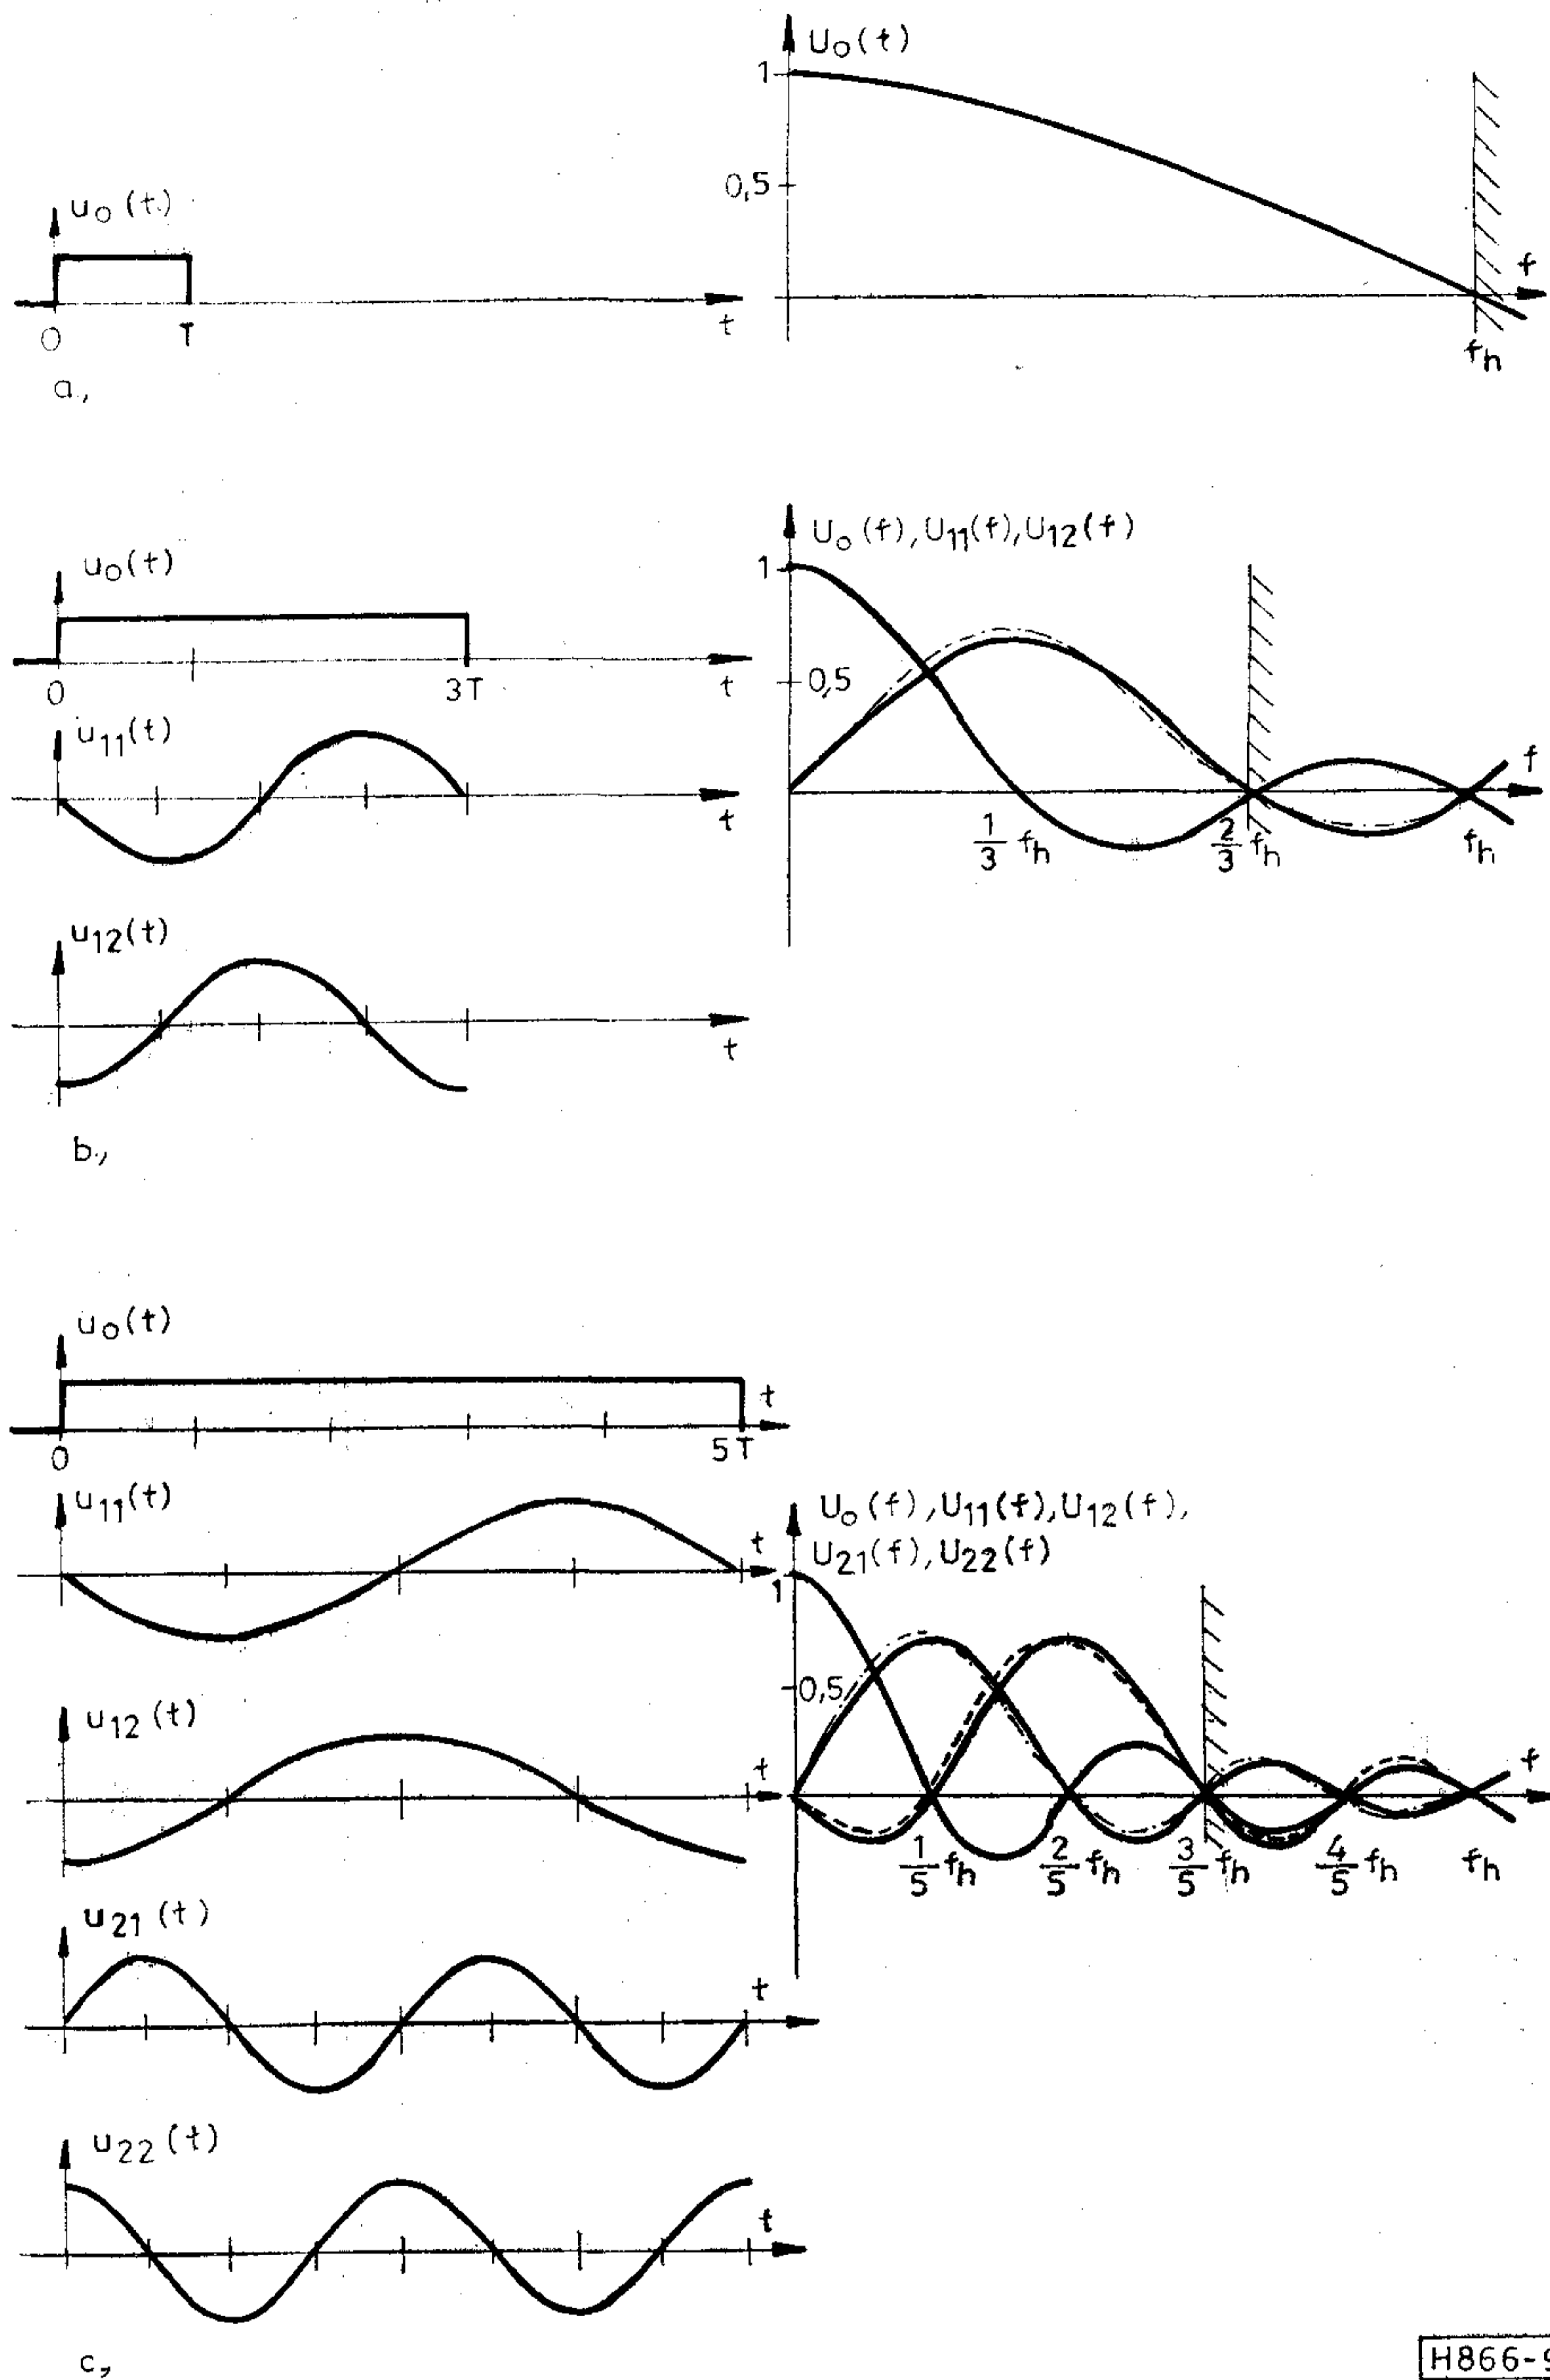 U₀(t)
1
0,5
f
fₕ
u₀(t)
0
T
t
a.,
U₀(f), U₁₁(f), U₁₂(f)
1
0,5
f
1/3 fₕ
2/3 fₕ
fₕ
u₀(t)
0
3T
t
u₁₁(t)
t
u₁₂(t)
t
b.,
u₀(t)
t
0
5T
u₁₁(t)
t
U₀(f), U₁₁(f), U₁₂(f),
U₂₁(f), U₂₂(f)
1
0,5
f
1/5 fₕ
2/5 fₕ
3/5 fₕ
4/5 fₕ
fₕ
u₁₂(t)
t
u₂₁(t)
t
u₂₂(t)
t
c,